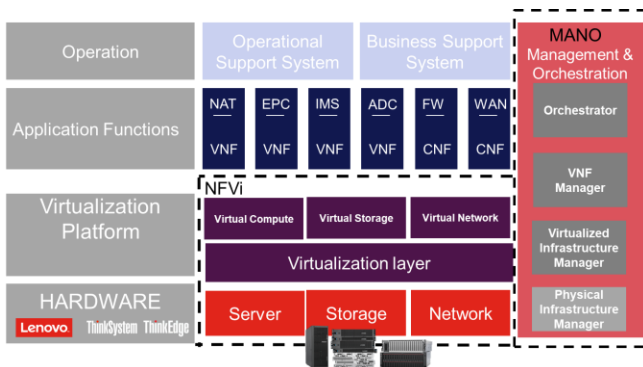 Operation
Operational
Support System
Business Support
System
MANO
Management &
Orchestration
Orchestrator
VNF
Manager
Virtualized
Infrastructure
Manager
Physical
Infrastructure
Manager
Application Functions
NAT
VNF
EPC
VNF
IMS
VNF
ADC
VNF
FW
CNF
WAN
CNF
NFVi
Virtualization
Platform
Virtual Compute
Virtual Storage
Virtual Network
Virtualization layer
HARDWARE
Lenovo
ThinkSystem
ThinkEdge
Server
Storage
Network